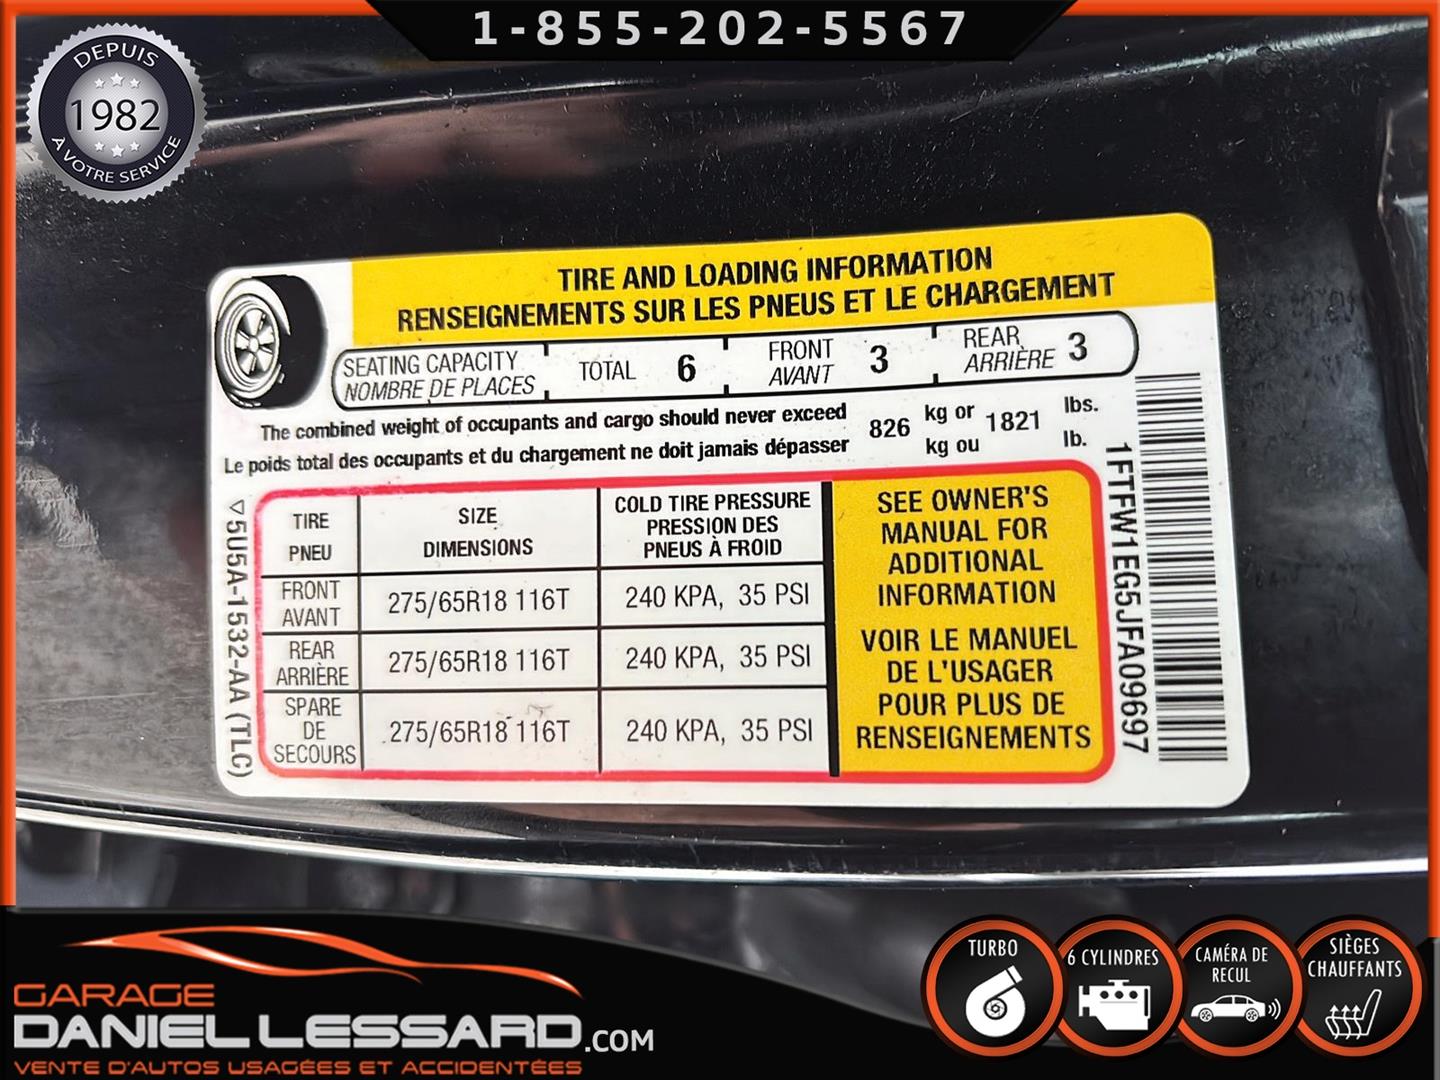 1-855-202-5567
DEPUIS
1982
À VOTRE SERVICE
TIRE AND LOADING INFORMATION
RENSEIGNEMENTS SUR LES PNEUS ET LE CHARGEMENT
SEATING CAPACITY
NOMBRE DE PLACES
TOTAL 6
FRONT
AVANT
3
REAR
ARRIÈRE
3
The combined weight of occupants and cargo should never exceed
Le poids total des occupants et du chargement ne doit jamais dépasser
826
kg or
kg ou
1821
lbs.
lb.
5U5A-1532-AA (TLC)
TIRE
PNEU
SIZE
DIMENSIONS
COLD TIRE PRESSURE
PRESSION DES
PNEUS À FROID
FRONT
AVANT
275/65R18 116T
240 KPA, 35 PSI
REAR
ARRIÈRE
275/65R18 116T
240 KPA, 35 PSI
SPARE
DE
SECOURS
275/65R18 116T
240 KPA, 35 PSI
SEE OWNER'S
MANUAL FOR
ADDITIONAL
INFORMATION
VOIR LE MANUEL
DE L'USAGER
POUR PLUS DE
RENSEIGNEMENTS
1FTFW1EG5JFA09697
GARAGE
DANIEL LESSARD.COM
VENTE D'AUTOS USAGÉES ET ACCIDENTÉES
TURBO
6 CYLINDRES
CAMÉRA DE
RECUL
SIÈGES
CHAUFFANTS